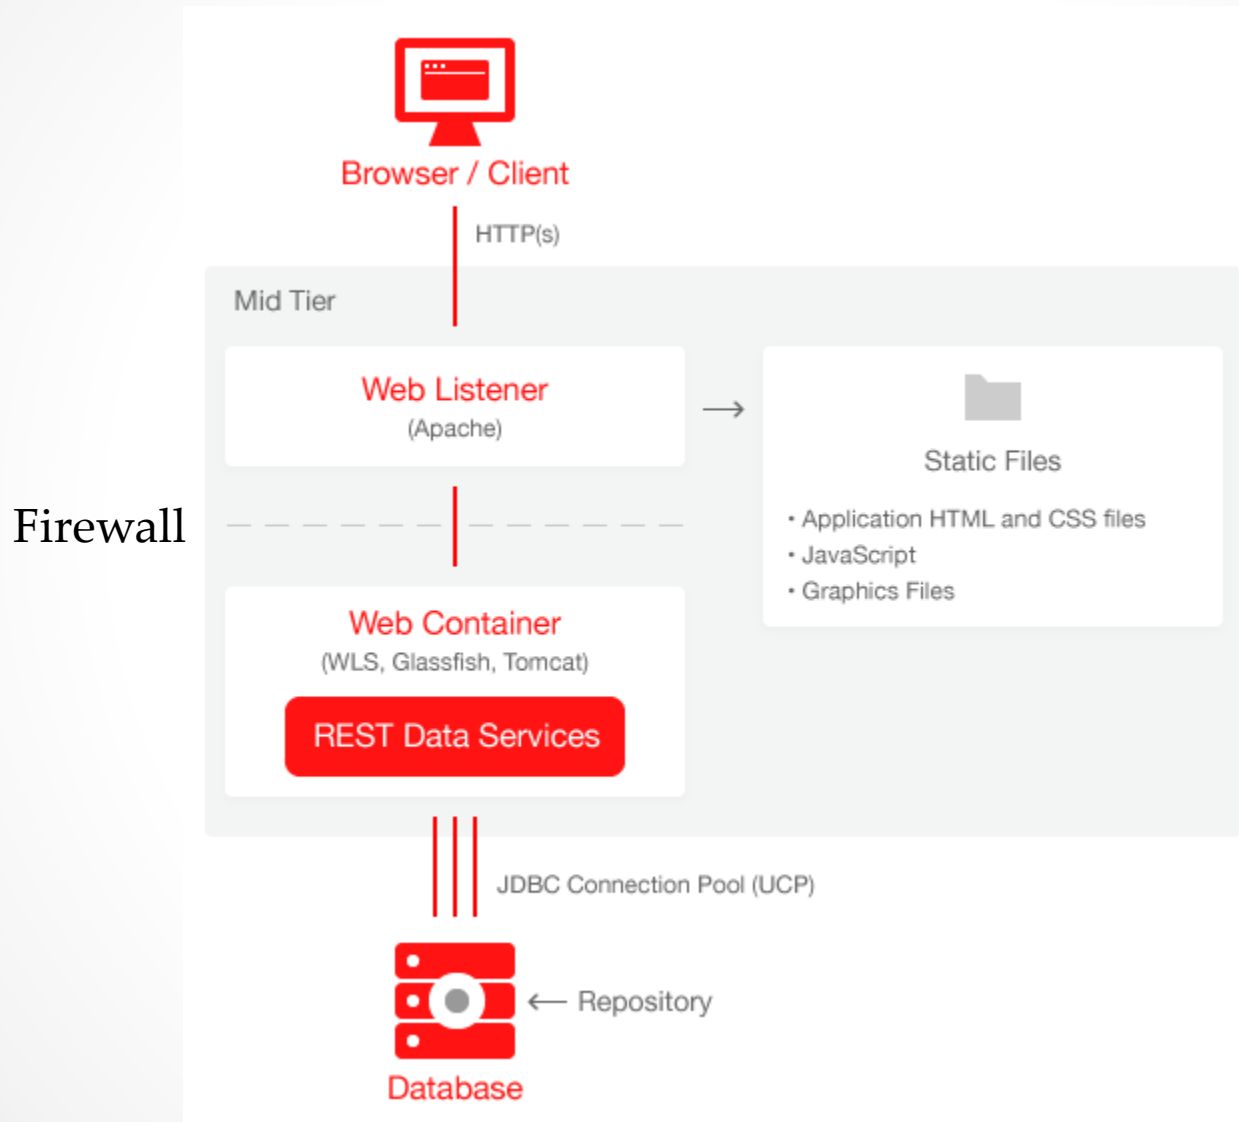 Browser / Client
HTTP(s)
Mid Tier
Web Listener
(Apache)
Static Files
• Application HTML and CSS files
• JavaScript
• Graphics Files
Firewall
Web Container
(WLS, Glassfish, Tomcat)
REST Data Services
JDBC Connection Pool (UCP)
Repository
Database